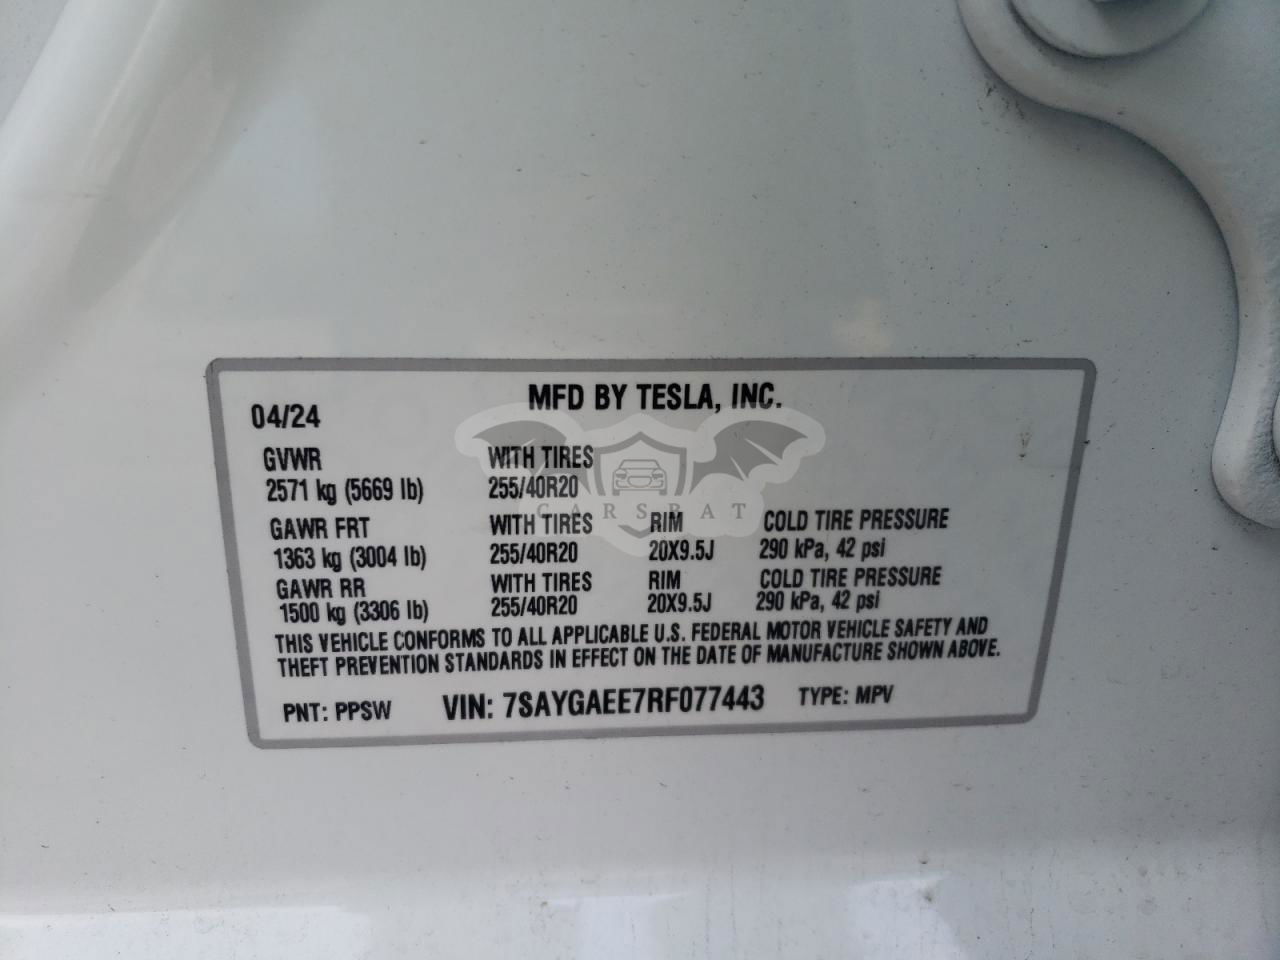 MFD BY TESLA, INC.
04/24
GVWR WITH TIRES
2571 kg (5669 lb) 255/40R20
CARSBAT
GAWR FRT WITH TIRES RIM COLD TIRE PRESSURE
1363 kg (3004 lb) 255/40R20 20X9.5J 290 kPa, 42 psi
GAWR RR WITH TIRES RIM COLD TIRE PRESSURE
1500 kg (3306 lb) 255/40R20 20X9.5J 290 kPa, 42 psi
THIS VEHICLE CONFORMS TO ALL APPLICABLE U.S. FEDERAL MOTOR VEHICLE SAFETY AND
THEFT PREVENTION STANDARDS IN EFFECT ON THE DATE OF MANUFACTURE SHOWN ABOVE.
PNT: PPSW VIN: 7SAYGAEE7RF077443 TYPE: MPV